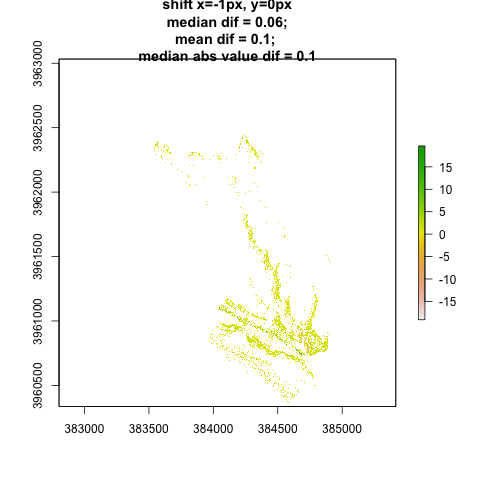 shift x=-1px, y=0px
median dif = 0.06;
mean dif = 0.1;
median abs value dif = 0.1
3963000
3962500
3962000
3961500
3961000
3960500
383000 383500 384000 384500 385000
15
10
5
0
-5
-10
-15